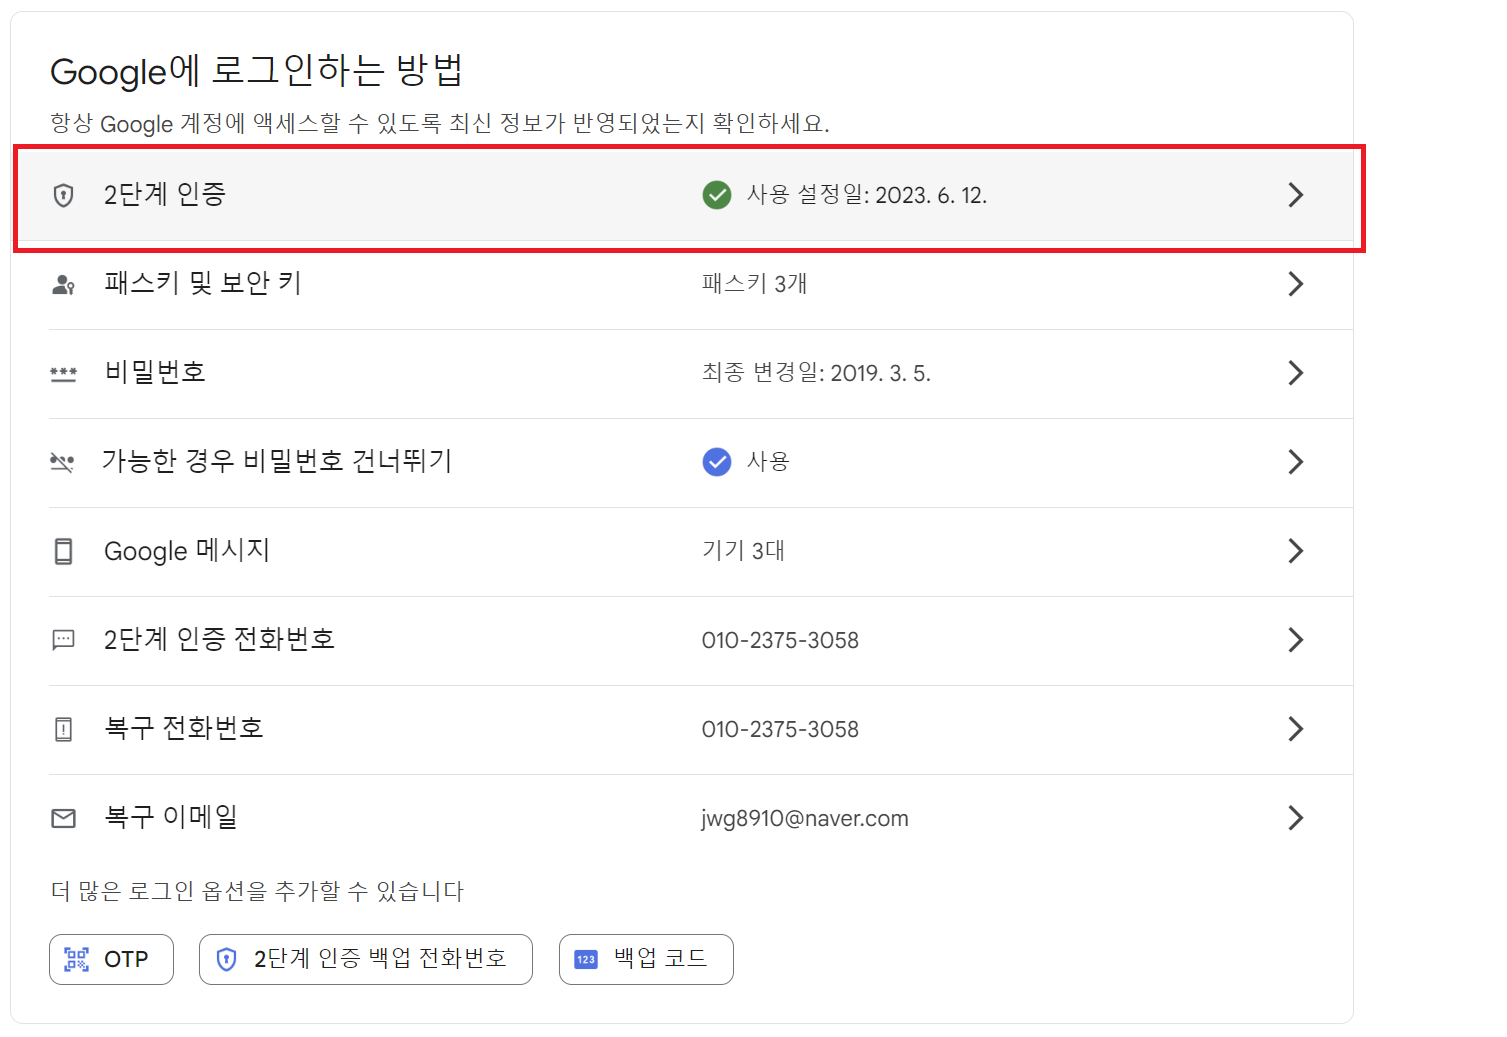 Google에 로그인하는 방법
항상 Google 계정에 액세스할 수 있도록 최신 정보가 반영되었는지 확인하세요.
2단계 인증 사용 설정일: 2023. 6. 12.
패스키 및 보안 키 패스키 3개
비밀번호 최종 변경일: 2019. 3. 5.
가능한 경우 비밀번호 건너뛰기 사용
Google 메시지 기기 3대
2단계 인증 전화번호 010-2375-3058
복구 전화번호 010-2375-3058
복구 이메일 jwg8910@naver.com
더 많은 로그인 옵션을 추가할 수 있습니다
OTP 2단계 인증 백업 전화번호 123 백업 코드